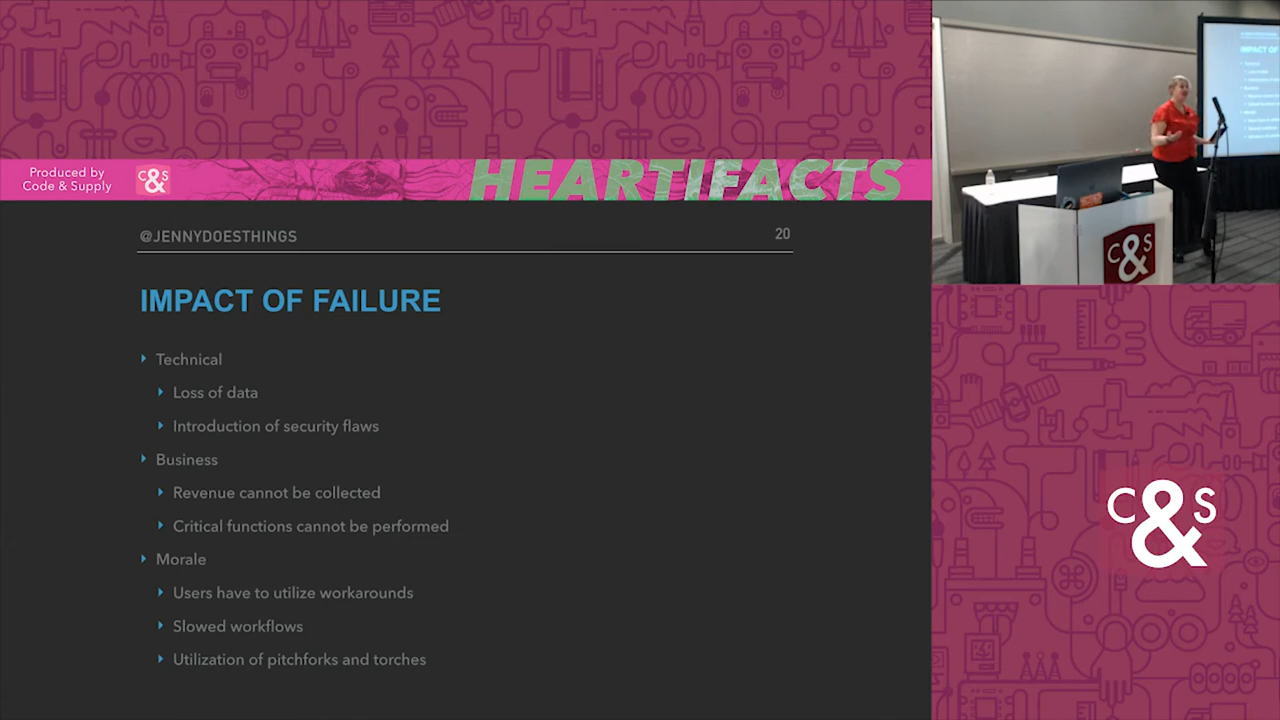 Produced by
Code & Supply
C&S
HEARTIFACTS
@JENNYDOESTHINGS
20
IMPACT OF FAILURE
Technical
Loss of data
Introduction of security flaws
Business
Revenue cannot be collected
Critical functions cannot be performed
Morale
Users have to utilize workarounds
Slowed workflows
Utilization of pitchforks and torches
IMPACT OF
C&S
C&S